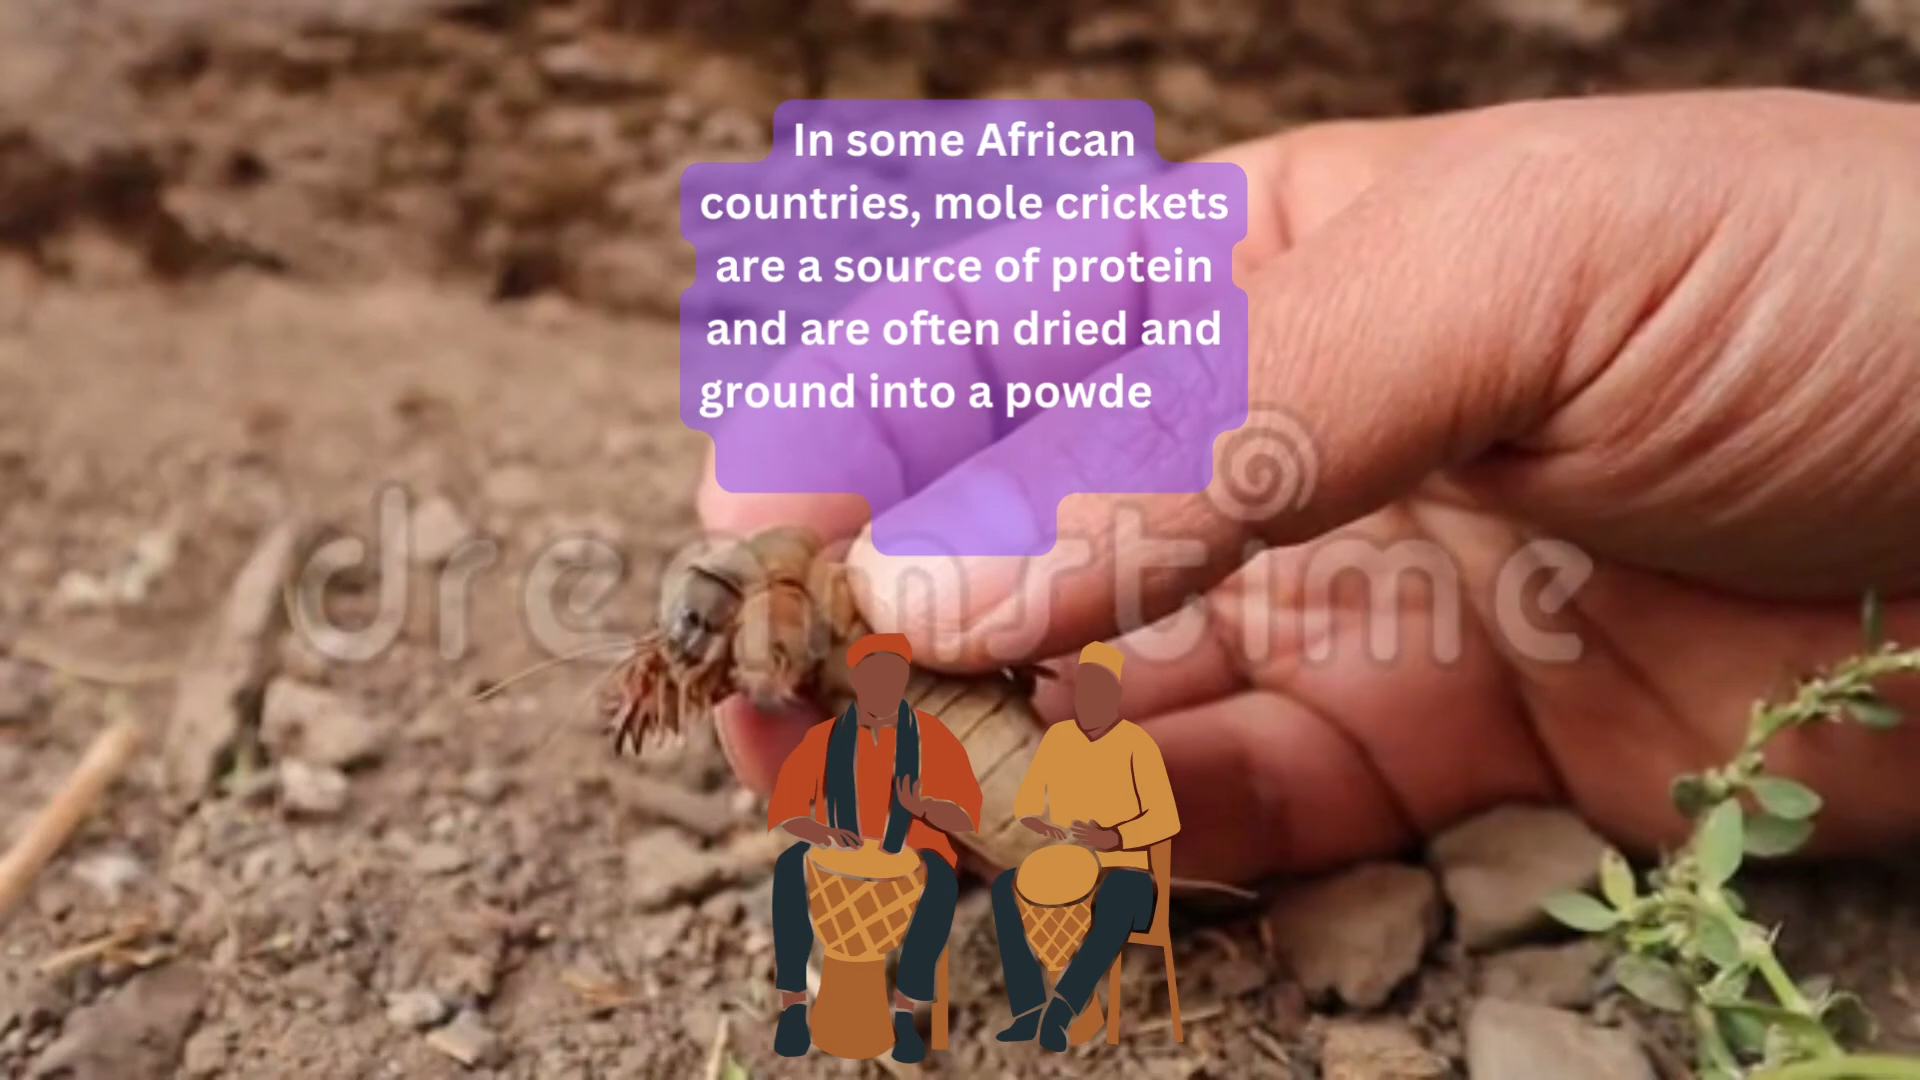 In some African
countries, mole crickets
are a source of protein
and are often dried and
ground into a powde
dreamstime